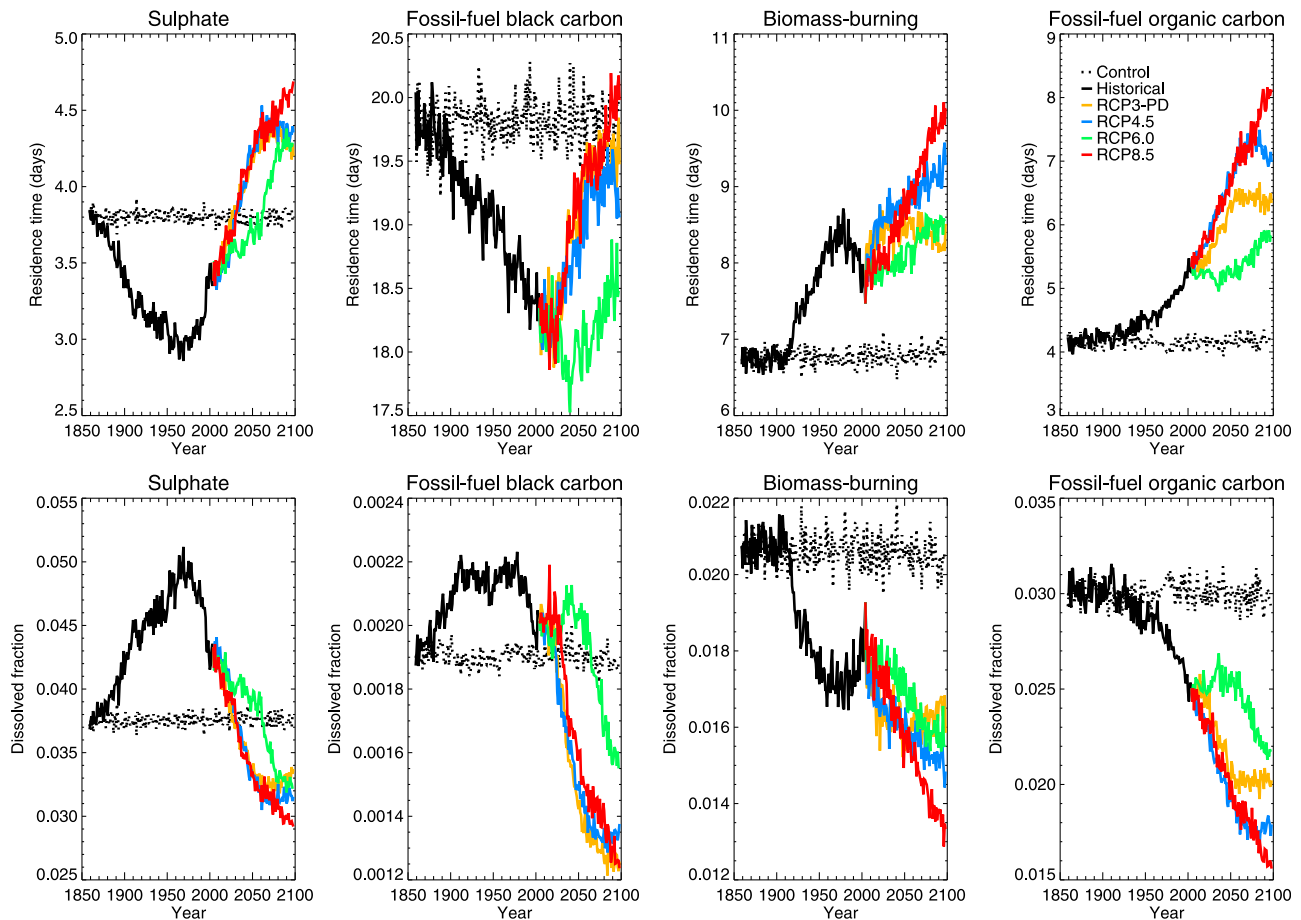 Sulphate
Fossil-fuel black carbon
Biomass-burning
Fossil-fuel organic carbon
Residence time (days)
5.0
4.5
4.0
3.5
3.0
2.5
1850 1900 1950 2000 2050 2100
Year
Residence time (days)
20.5
20.0
19.5
19.0
18.5
18.0
17.5
1850 1900 1950 2000 2050 2100
Year
Residence time (days)
11
10
9
8
7
6
1850 1900 1950 2000 2050 2100
Year
Residence time (days)
9
8
7
6
5
4
3
1850 1900 1950 2000 2050 2100
Year
Control
Historical
RCP3-PD
RCP4.5
RCP6.0
RCP8.5
Sulphate
Fossil-fuel black carbon
Biomass-burning
Fossil-fuel organic carbon
Dissolved fraction
0.055
0.050
0.045
0.040
0.035
0.030
0.025
1850 1900 1950 2000 2050 2100
Year
Dissolved fraction
0.0024
0.0022
0.0020
0.0018
0.0016
0.0014
0.0012
1850 1900 1950 2000 2050 2100
Year
Dissolved fraction
0.022
0.020
0.018
0.016
0.014
0.012
1850 1900 1950 2000 2050 2100
Year
Dissolved fraction
0.035
0.030
0.025
0.020
0.015
1850 1900 1950 2000 2050 2100
Year